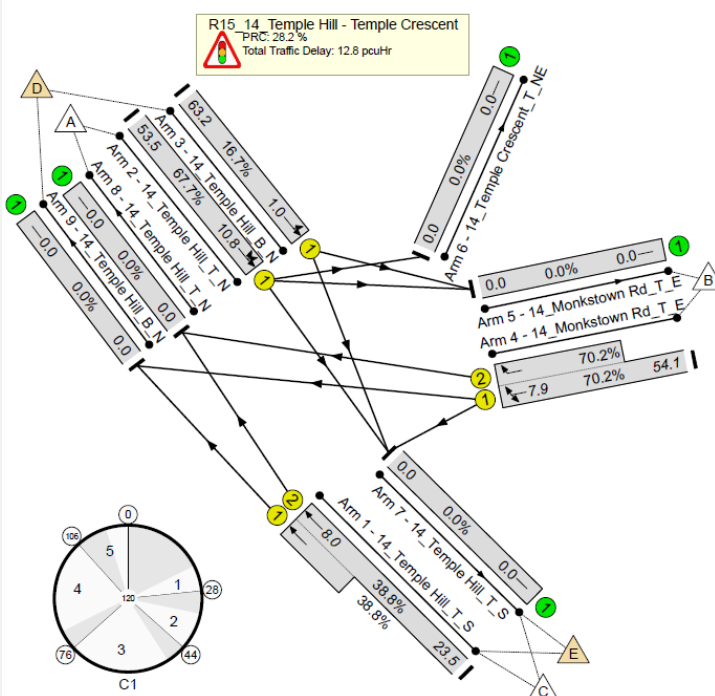 R15_14_Temple Hill - Temple Crescent
PRC: 28.2 %
Total Traffic Delay: 12.8 pcuHr
D
A
63.2
16.7%
1.0
1
Arm 3 - 14_Temple Hill_B_N
53.5
67.7%
10.8
1
Arm 2 - 14_Temple Hill_T_N
1
0.0
0.0%
0.0
Arm 8 - 14_Temple Hill_T_N
1
0.0
0.0%
0.0
Arm 9 - 14_Temple Hill_B_N
1
0.0
0.0%
0.0
Arm 6 - 14_Temple Crescent_T_NE
1
0.0
0.0%
0.0
Arm 5 - 14_Monkstown Rd_T_E
B
Arm 4 - 14_Monkstown Rd_T_E
2
70.2%
1
7.9
70.2%
54.1
0.0
0.0%
0.0
1
Arm 7 - 14_Temple Hill_T_S
Arm 1 - 14_Temple Hill_T_S
1
2
8.0
38.8%
38.8%
23.5
E
C
0
106
5
4
1
28
120
2
3
76
44
C1